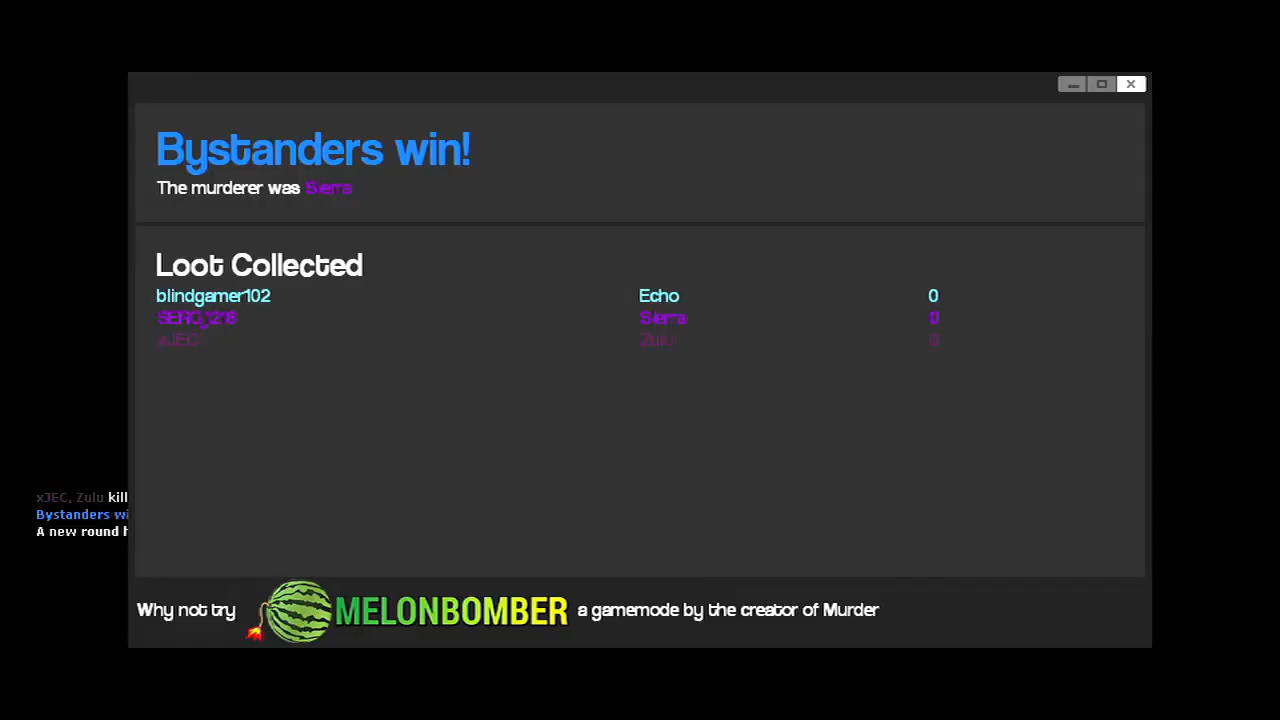 Bystanders win!
The murderer was Sierra
Loot Collected
blindgamer102 Echo 0
SERO_1218 Sierra 0
xJEC Zulu 0
xJEC, Zulu kill
Bystanders wi
A new round h
Why not try MELONBOMBER a gamemode by the creator of Murder